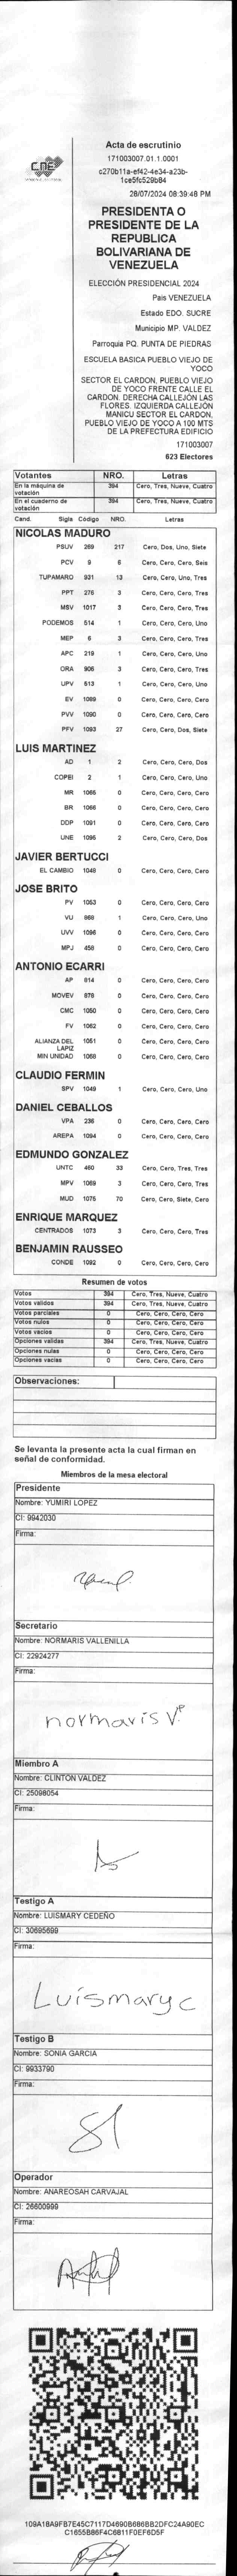 CNE
Acta de escrutinio
171003007.01.1.0001
c270b11a-ef42-4e34-a23b-
1ce5fc529b84
28/07/2024 08:39:48 PM
PRESIDENTA O
PRESIDENTE DE LA
REPUBLICA
BOLIVARIANA DE
VENEZUELA
ELECCIÓN PRESIDENCIAL 2024
Pais VENEZUELA
Estado EDO. SUCRE
Municipio MP. VALDEZ
Parroquia PQ. PUNTA DE PIEDRAS
ESCUELA BASICA PUEBLO VIEJO DE
YOCO
SECTOR EL CARDON, PUEBLO VIEJO
DE YOCO FRENTE CALLE EL
CARDON. DERECHA CALLEJÓN LAS
FLORES. IZQUIERDA CALLEJÓN
MANICU SECTOR EL CARDON,
PUEBLO VIEJO DE YOCO A 100 MTS
DE LA PREFECTURA EDIFICIO
171003007
623 Electores
Votantes NRO. Letras
En la máquina de votación 394 Cero, Tres, Nueve, Cuatro
En el cuaderno de votación 394 Cero, Tres, Nueve, Cuatro
Cand. Sigla Código NRO. Letras
NICOLAS MADURO
PSUV 269 217 Cero, Dos, Uno, Siete
PCV 9 6 Cero, Cero, Cero, Seis
TUPAMARO 931 13 Cero, Cero, Uno, Tres
PPT 276 3 Cero, Cero, Cero, Tres
MSV 1017 3 Cero, Cero, Cero, Tres
PODEMOS 514 1 Cero, Cero, Cero, Uno
MEP 6 3 Cero, Cero, Cero, Tres
APC 219 1 Cero, Cero, Cero, Uno
ORA 906 3 Cero, Cero, Cero, Tres
UPV 513 1 Cero, Cero, Cero, Uno
EV 1089 0 Cero, Cero, Cero, Cero
PVV 1090 0 Cero, Cero, Cero, Cero
PFV 1093 27 Cero, Cero, Dos, Siete
LUIS MARTINEZ
AD 1 2 Cero, Cero, Cero, Dos
COPEI 2 1 Cero, Cero, Cero, Uno
MR 1065 0 Cero, Cero, Cero, Cero
BR 1066 0 Cero, Cero, Cero, Cero
DDP 1091 0 Cero, Cero, Cero, Cero
UNE 1095 2 Cero, Cero, Cero, Dos
JAVIER BERTUCCI
EL CAMBIO 1048 0 Cero, Cero, Cero, Cero
JOSE BRITO
PV 1053 0 Cero, Cero, Cero, Cero
VU 868 1 Cero, Cero, Cero, Uno
UVV 1096 0 Cero, Cero, Cero, Cero
MPJ 458 0 Cero, Cero, Cero, Cero
ANTONIO ECARRI
AP 814 0 Cero, Cero, Cero, Cero
MOVEV 878 0 Cero, Cero, Cero, Cero
CMC 1050 0 Cero, Cero, Cero, Cero
FV 1062 0 Cero, Cero, Cero, Cero
ALIANZA DEL LAPIZ 1051 0 Cero, Cero, Cero, Cero
MIN UNIDAD 1058 0 Cero, Cero, Cero, Cero
CLAUDIO FERMIN
SPV 1049 1 Cero, Cero, Cero, Uno
DANIEL CEBALLOS
VPA 236 0 Cero, Cero, Cero, Cero
AREPA 1094 0 Cero, Cero, Cero, Cero
EDMUNDO GONZALEZ
UNTC 460 33 Cero, Cero, Tres, Tres
MPV 1069 3 Cero, Cero, Cero, Tres
MUD 1075 70 Cero, Cero, Siete, Cero
ENRIQUE MARQUEZ
CENTRADOS 1073 3 Cero, Cero, Cero, Tres
BENJAMIN RAUSSEO
CONDE 1092 0 Cero, Cero, Cero, Cero
Resumen de votos
Votos 394 Cero, Tres, Nueve, Cuatro
Votos validos 394 Cero, Tres, Nueve, Cuatro
Votos parciales 0 Cero, Cero, Cero, Cero
Votos nulos 0 Cero, Cero, Cero, Cero
Votos vacios 0 Cero, Cero, Cero, Cero
Opciones validas 394 Cero, Tres, Nueve, Cuatro
Opciones nulas 0 Cero, Cero, Cero, Cero
Opciones vacias 0 Cero, Cero, Cero, Cero
Observaciones:
Se levanta la presente acta la cual firman en
señal de conformidad.
Miembros de la mesa electoral
Presidente
Nombre: YUMIRI LOPEZ
CI: 9942030
Firma:
Secretario
Nombre: NORMARIS VALLENILLA
CI: 22924277
Firma:
normaris V.
Miembro A
Nombre: CLINTON VALDEZ
CI: 25098054
Firma:
Testigo A
Nombre: LUISMARY CEDEÑO
CI: 30695699
Firma:
Luismary C
Testigo B
Nombre: SONIA GARCIA
CI: 9933790
Firma:
Operador
Nombre: ANAREOSAH CARVAJAL
CI: 26600999
Firma:
109A18A9FB7E45C7117D4690B686BB2DFC24A90EC
C1655B86F4C6B11F0EF6D5F